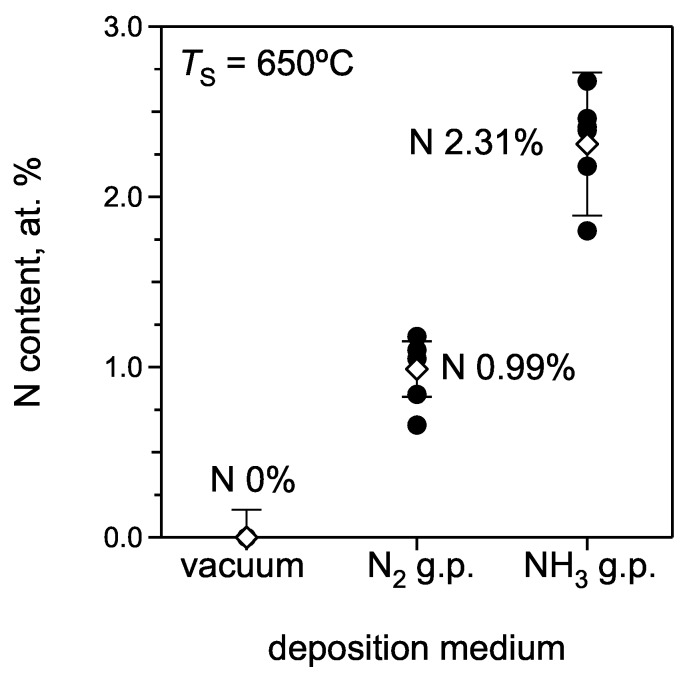 3.0
T_S = 650ºC
N 2.31%
2.0
N content, at. %
1.0
N 0.99%
N 0%
0.0
vacuum N₂ g.p. NH₃ g.p.
deposition medium